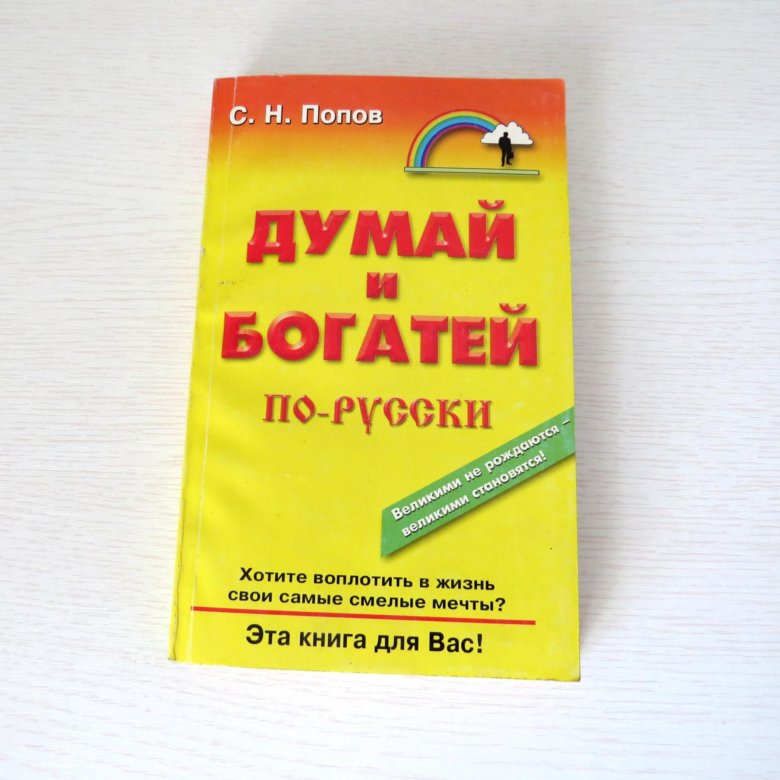 С. Н. Попов
ДУМАЙ
и
БОГАТЕЙ
по-русски
Великими не рождаются –
великими становятся!
Хотите воплотить в жизнь
свои самые смелые мечты?
Эта книга для Вас!